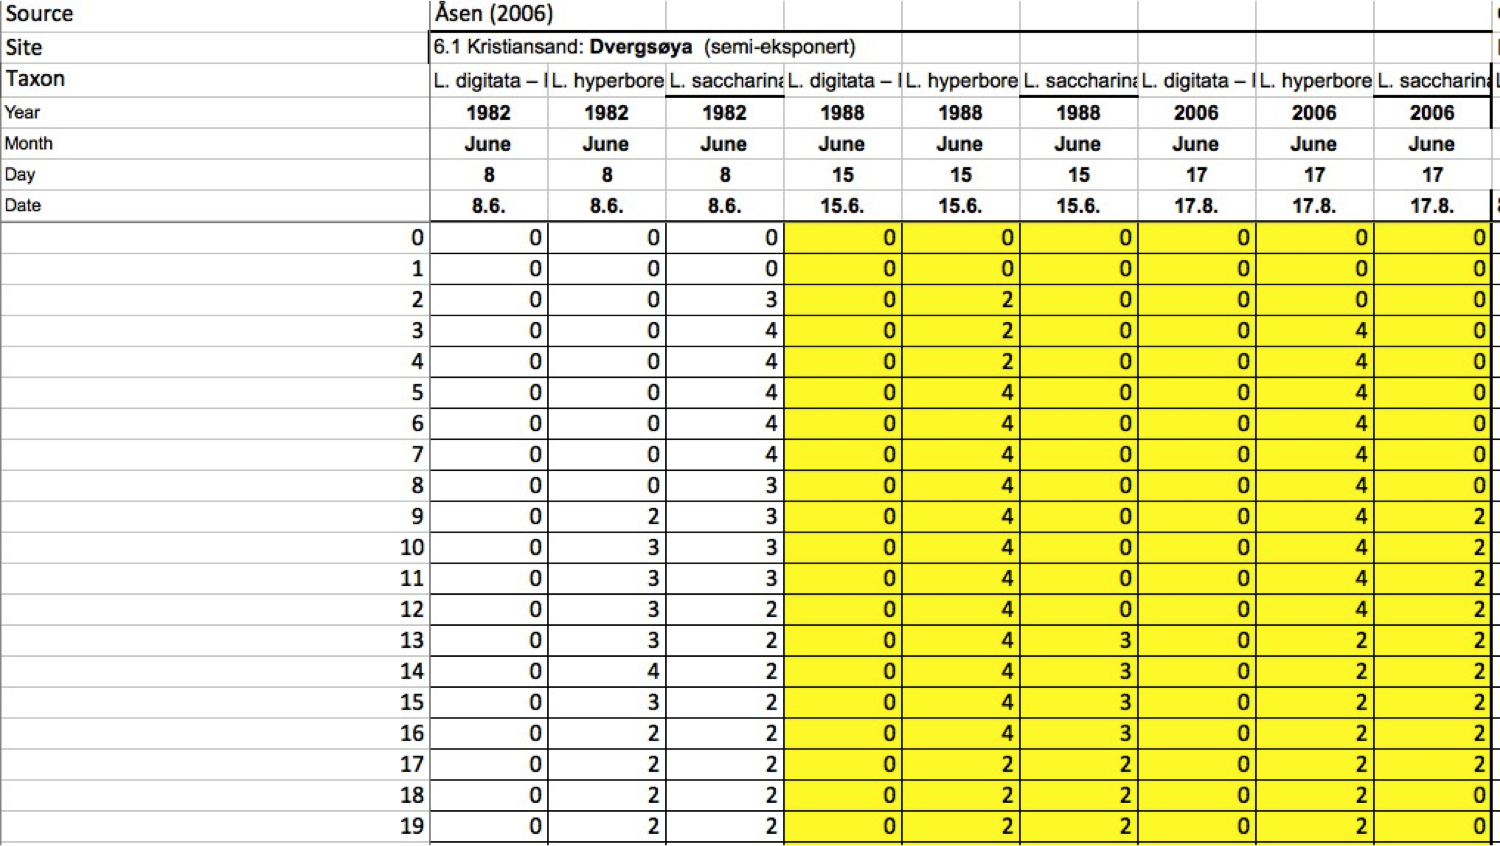 Source Åsen (2006)
Site 6.1 Kristiansand: Dvergsøya (semi-eksponert)
Taxon L. digitata – L. hyperbore L. saccharina L. digitata – L. hyperbore L. saccharina L. digitata – L. hyperbore L. saccharina
Year 1982 1982 1982 1988 1988 1988 2006 2006 2006
Month June June June June June June June June June
Day 8 8 8 15 15 15 17 17 17
Date 8.6. 8.6. 8.6. 15.6. 15.6. 15.6. 17.8. 17.8. 17.8.
0 0 0 0 0 0 0 0 0 0
1 0 0 0 0 0 0 0 0 0
2 0 0 3 0 2 0 0 0 0
3 0 0 4 0 2 0 0 4 0
4 0 0 4 0 2 0 0 4 0
5 0 0 4 0 4 0 0 4 0
6 0 0 4 0 4 0 0 4 0
7 0 0 4 0 4 0 0 4 0
8 0 0 3 0 4 0 0 4 0
9 0 2 3 0 4 0 0 4 2
10 0 3 3 0 4 0 0 4 2
11 0 3 3 0 4 0 0 4 2
12 0 3 2 0 4 0 0 4 2
13 0 3 2 0 4 3 0 2 2
14 0 4 2 0 4 3 0 2 2
15 0 3 2 0 4 3 0 2 2
16 0 2 2 0 4 3 0 2 2
17 0 2 2 0 2 2 0 2 2
18 0 2 2 0 2 2 0 2 0
19 0 2 2 0 2 2 0 2 0